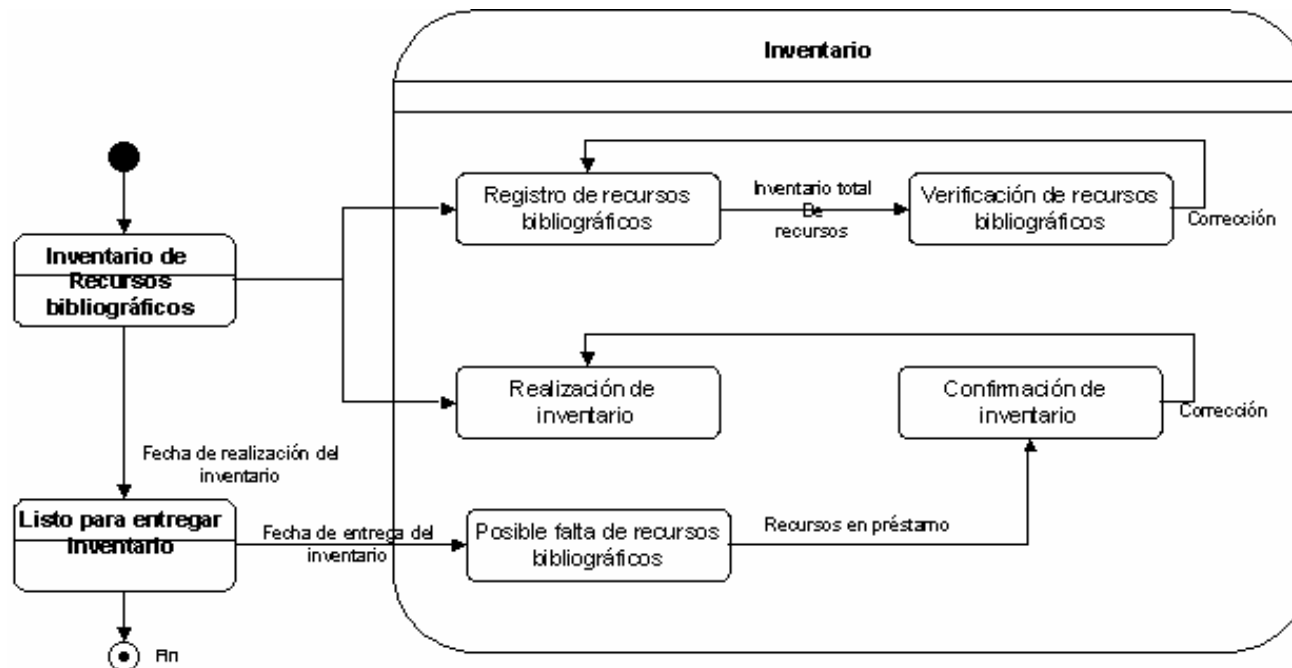 Inventario
Registro de recursos
bibliográficos
Inventario total
De
recursos
Verificación de recursos
bibliográficos
Corrección
Inventario de
Recursos
bibliográficos
Realización de
inventario
Confirmación de
inventario
Corrección
Fecha de realización del
inventario
Listo para entregar
inventario
Fecha de entrega del
inventario
Posible falta de recursos
bibliográficos
Recursos en préstamo
Fin